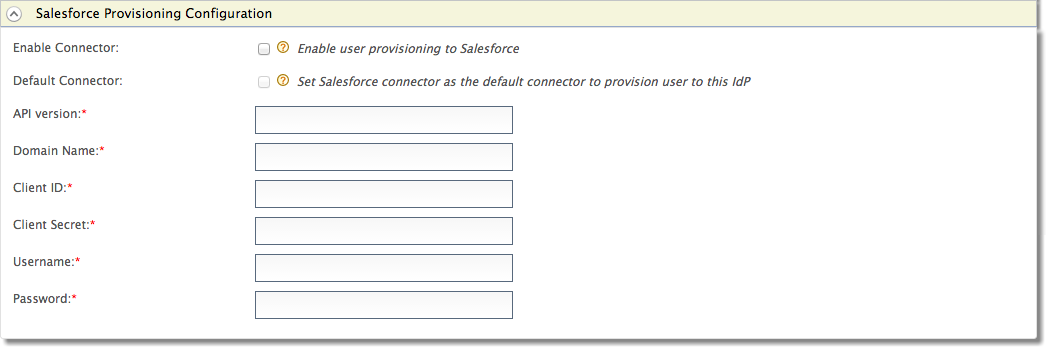 Salesforce Provisioning Configuration
Enable Connector: ? Enable user provisioning to Salesforce
Default Connector: ? Set Salesforce connector as the default connector to provision user to this IdP
API version:*
Domain Name:*
Client ID:*
Client Secret:*
Username:*
Password:*